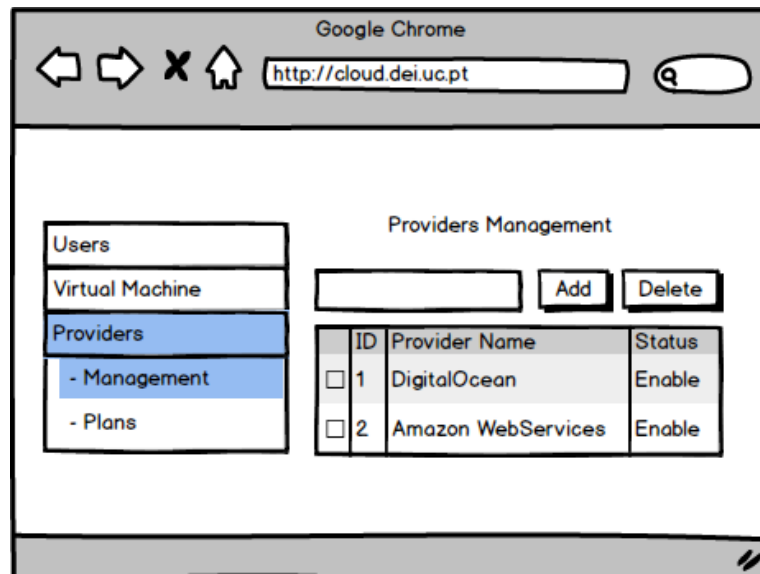 Google Chrome
http://cloud.dei.uc.pt
Providers Management
Users
Virtual Machine
Providers
- Management
- Plans
Add Delete
ID Provider Name Status
1 DigitalOcean Enable
2 Amazon WebServices Enable